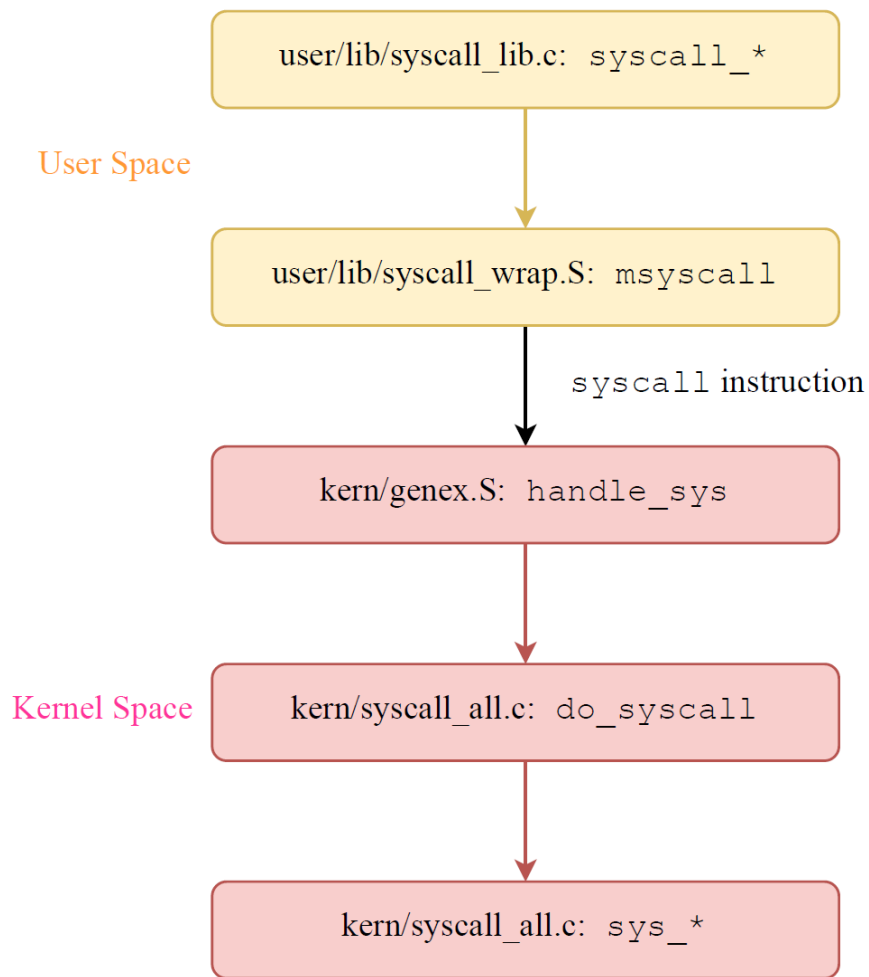 user/lib/syscall_lib.c: syscall_*
User Space
user/lib/syscall_wrap.S: msyscall
syscall instruction
kern/genex.S: handle_sys
Kernel Space
kern/syscall_all.c: do_syscall
kern/syscall_all.c: sys_*